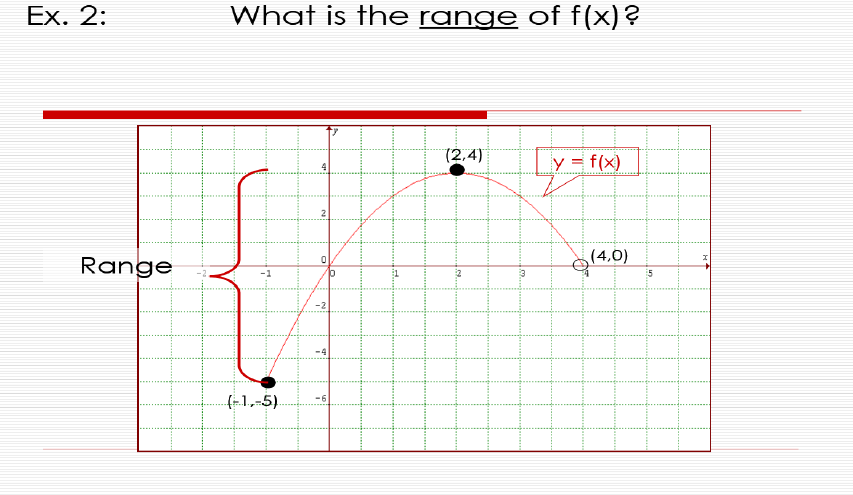 Ex. 2: What is the range of f(x)?
y
(2,4)
y = f(x)
4
2
0
(4,0)
x
Range
-2 -1 0 1 2 3 4 5
-2
-4
(-1,-5)
-6